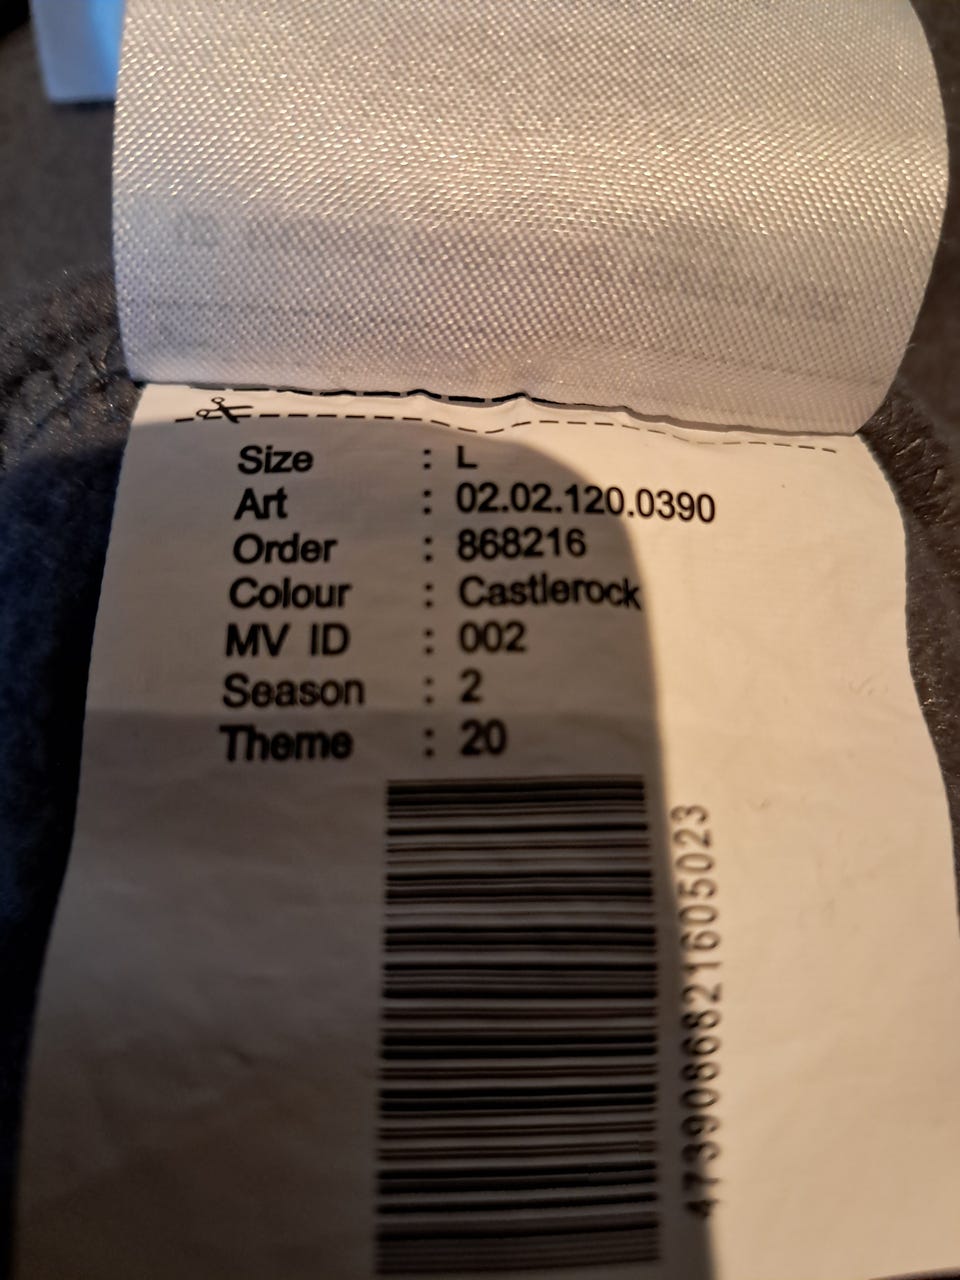 Size : L
Art : 02.02.120.0390
Order : 868216
Colour : Castlerock
MV ID : 002
Season : 2
Theme : 20
4739086821605023